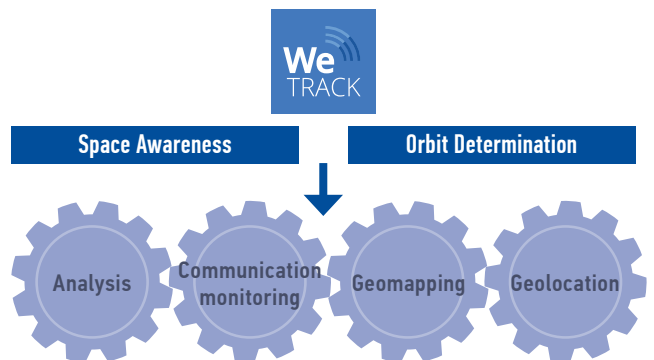 We
TRACK
Space Awareness
Orbit Determination
Analysis
Communication
monitoring
Geomapping
Geolocation